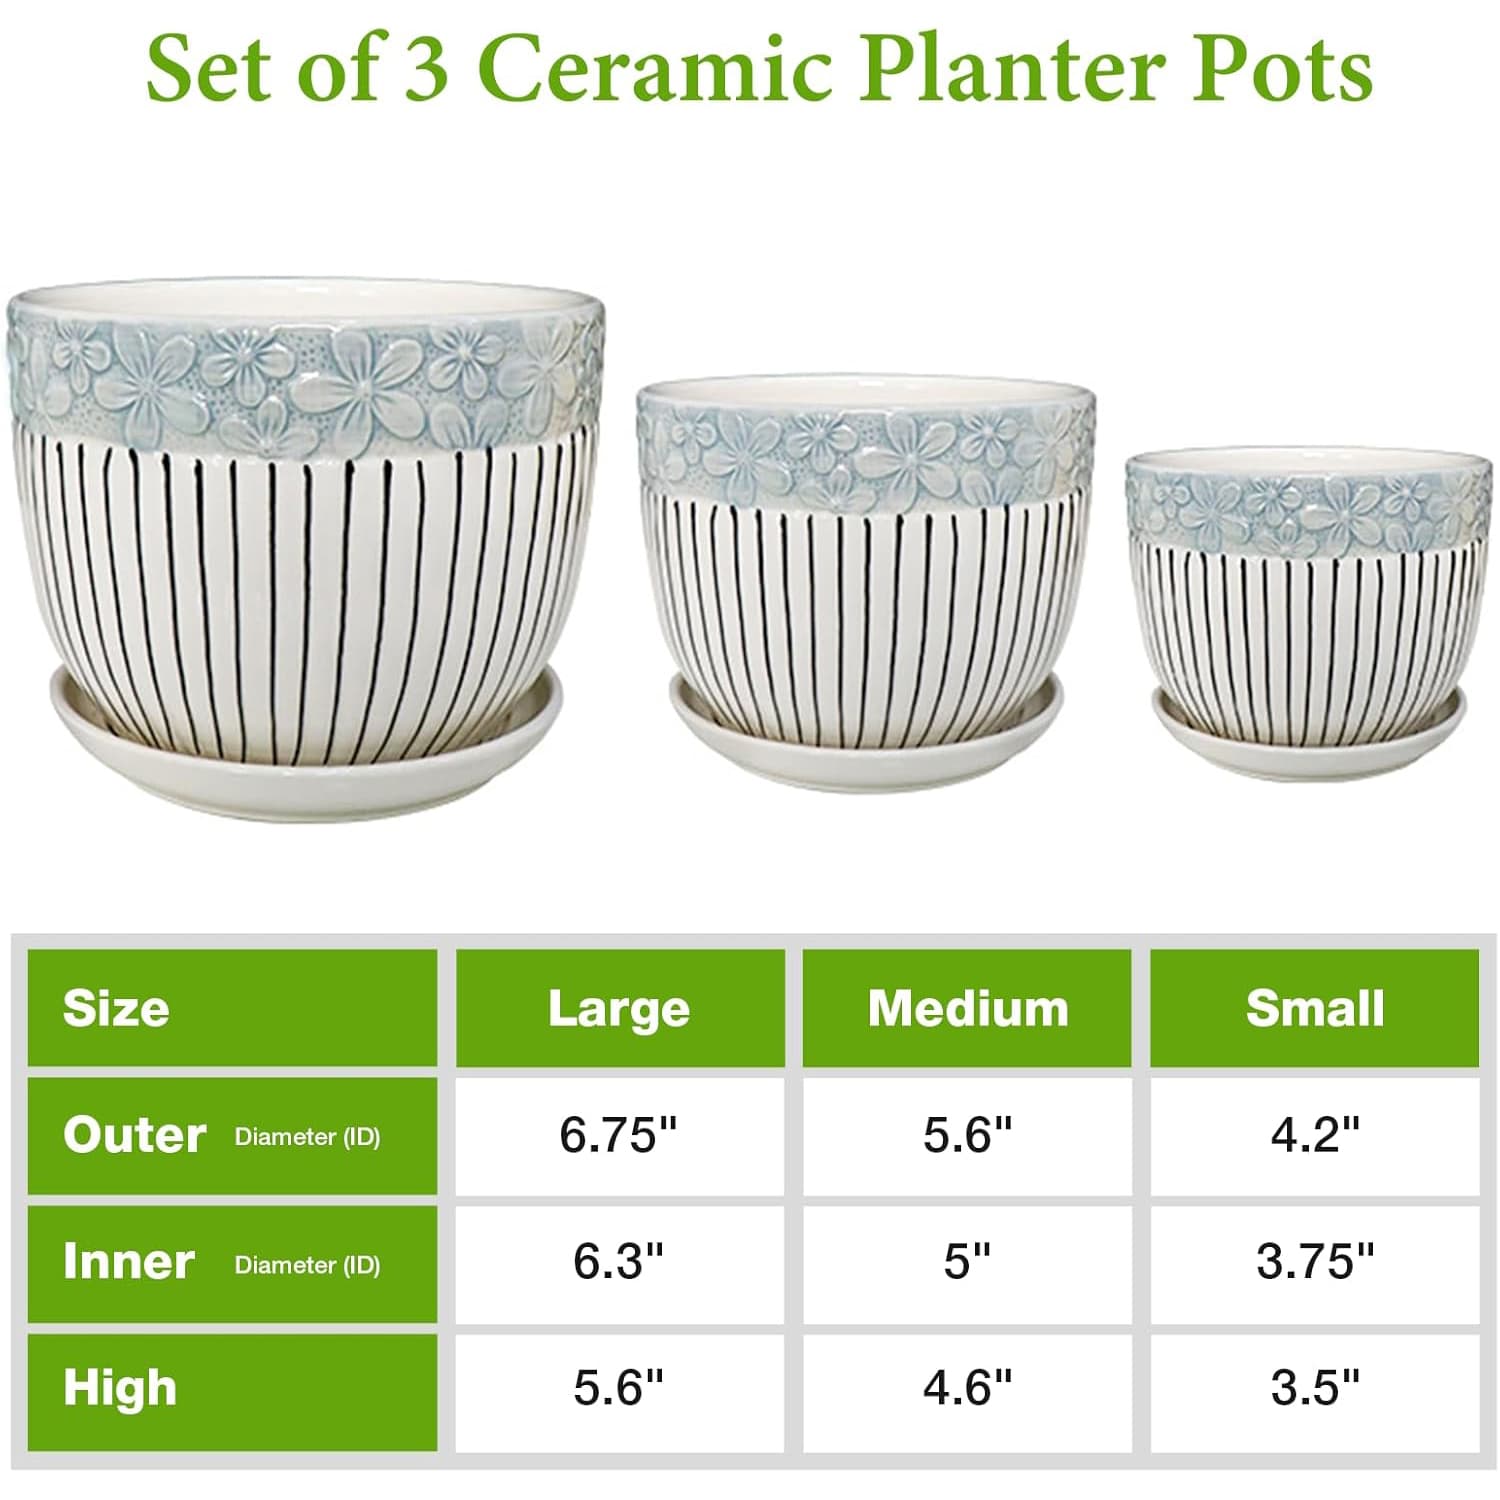 Set of 3 Ceramic Planter Pots
Size Large Medium Small
Outer Diameter (ID) 6.75" 5.6" 4.2"
Inner Diameter (ID) 6.3" 5" 3.75"
High 5.6" 4.6" 3.5"